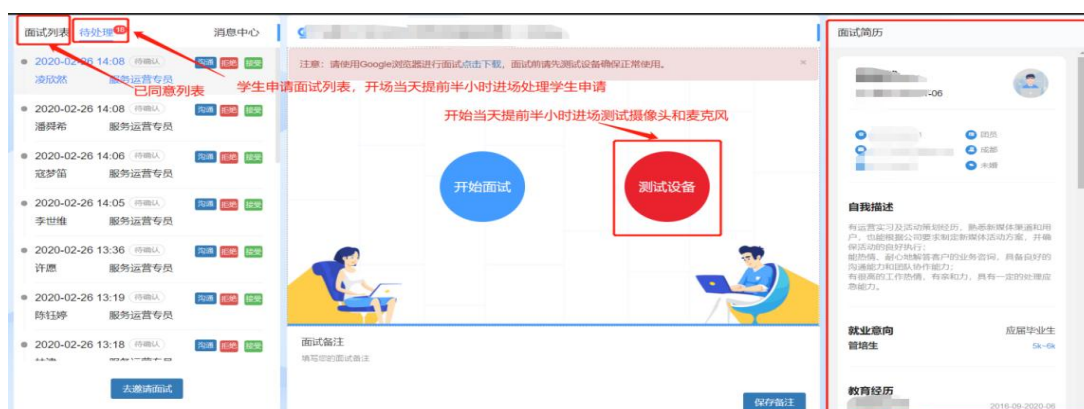 面试列表 待处理 消息中心
2020-02-26 14:08 待确认 沟通 拒绝 接受
凌欣然 服务运营专员
已同意列表
学生申请面试列表，开场当天提前半小时进场处理学生申请
2020-02-26 14:08 待确认 沟通 拒绝 接受
潘舜希 服务运营专员
2020-02-26 14:06 待确认 沟通 拒绝 接受
寇梦笛 服务运营专员
2020-02-26 14:05 待确认 沟通 拒绝 接受
李世维 服务运营专员
2020-02-26 13:36 待确认 沟通 拒绝 接受
许愿 服务运营专员
2020-02-26 13:19 待确认 沟通 拒绝 接受
陈钰婷 服务运营专员
2020-02-26 13:18 待确认 沟通 拒绝 接受
去邀请面试
注意：请使用Google浏览器进行面试点击下载，面试前请先测试设备确保正常使用。 ×
开始当天提前半小时进场测试摄像头和麦克风
开始面试
测试设备
面试备注
填写您的面试备注
保存备注
面试简历
-06
团员
成都
未婚
自我描述
有运营实习及活动策划经历，熟悉新媒体渠道和用
户，也能根据公司要求制定新媒体活动方案，并确
保活动的良好执行；
能热情、耐心地解答客户的业务咨询，具备良好的
沟通能力和团队协作能力；
有很高的工作热情、有亲和力，具有一定的处理应
急能力。
就业意向 应届毕业生
管培生 5k~6k
教育经历
2016-09-2020-06